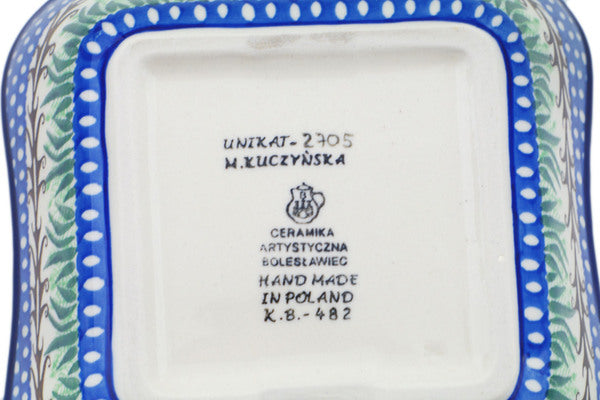 UNIKAT-2705
M.KUCZYŃSKA
CERAMIKA
ARTYSTYCZNA
BOLESŁAWIEC
HAND MADE
IN POLAND
K.B.-482